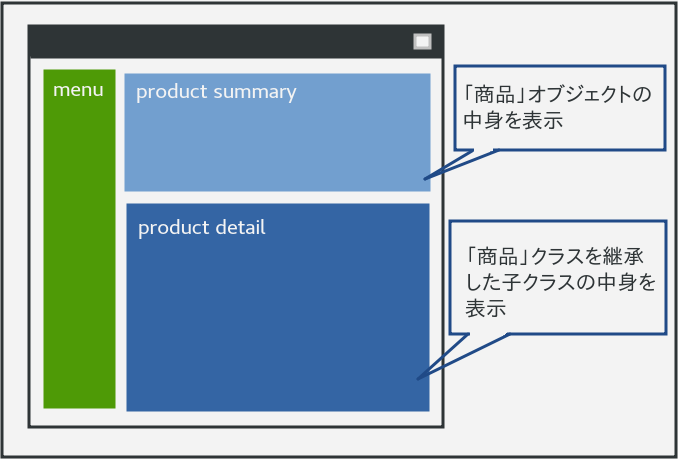 menu
product summary
「商品」オブジェクトの
中身を表示
product detail
「商品」クラスを継承
した子クラスの中身を
表示